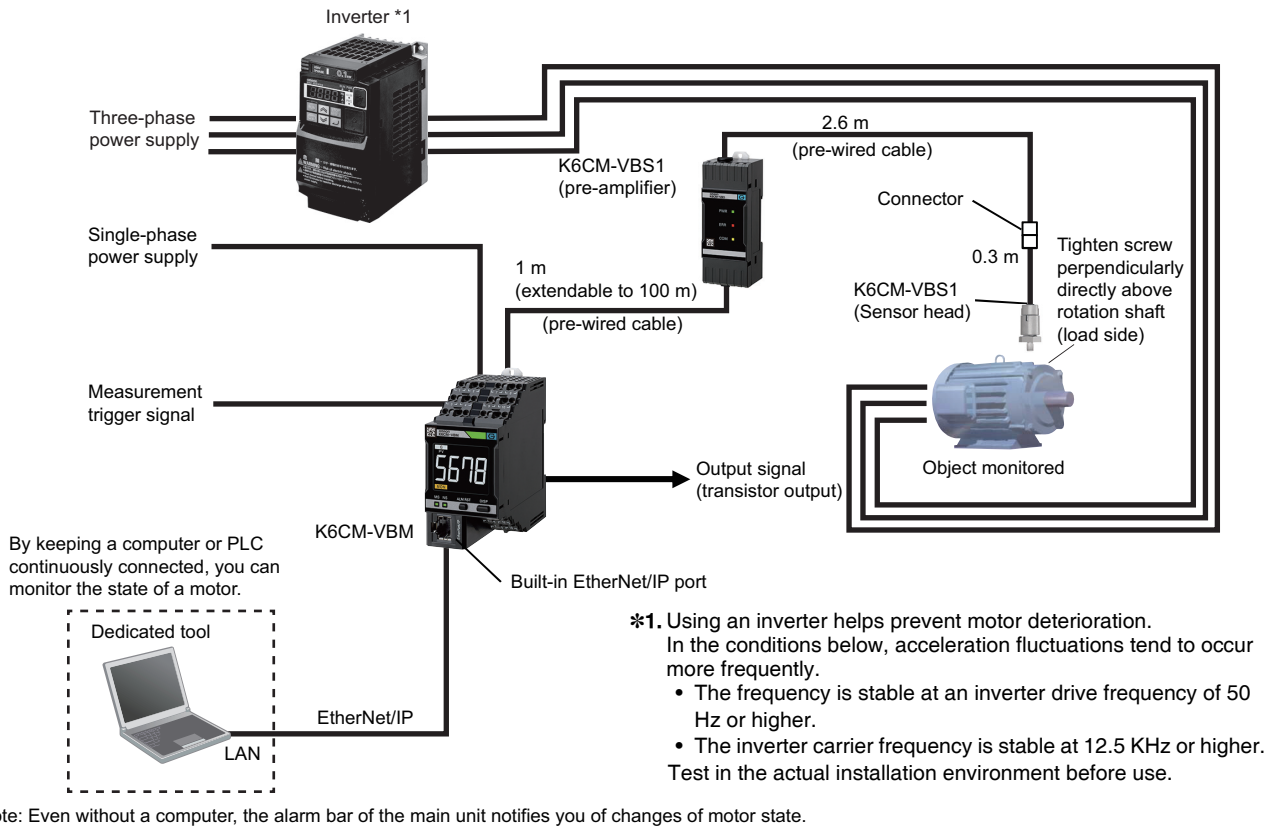 Inverter *1
Three-phase
power supply
K6CM-VBS1
(pre-amplifier)
2.6 m
(pre-wired cable)
Connector
0.3 m
Tighten screw
perpendicularly
directly above
rotation shaft
(load side)
Single-phase
power supply
1 m
(extendable to 100 m)
(pre-wired cable)
K6CM-VBS1
(Sensor head)
Measurement
trigger signal
5678
Output signal
(transistor output)
Object monitored
K6CM-VBM
Built-in EtherNet/IP port
By keeping a computer or PLC
continuously connected, you can
monitor the state of a motor.
Dedicated tool
EtherNet/IP
LAN
*1. Using an inverter helps prevent motor deterioration.
In the conditions below, acceleration fluctuations tend to occur
more frequently.
• The frequency is stable at an inverter drive frequency of 50
Hz or higher.
• The inverter carrier frequency is stable at 12.5 KHz or higher.
Test in the actual installation environment before use.
ote: Even without a computer, the alarm bar of the main unit notifies you of changes of motor state.